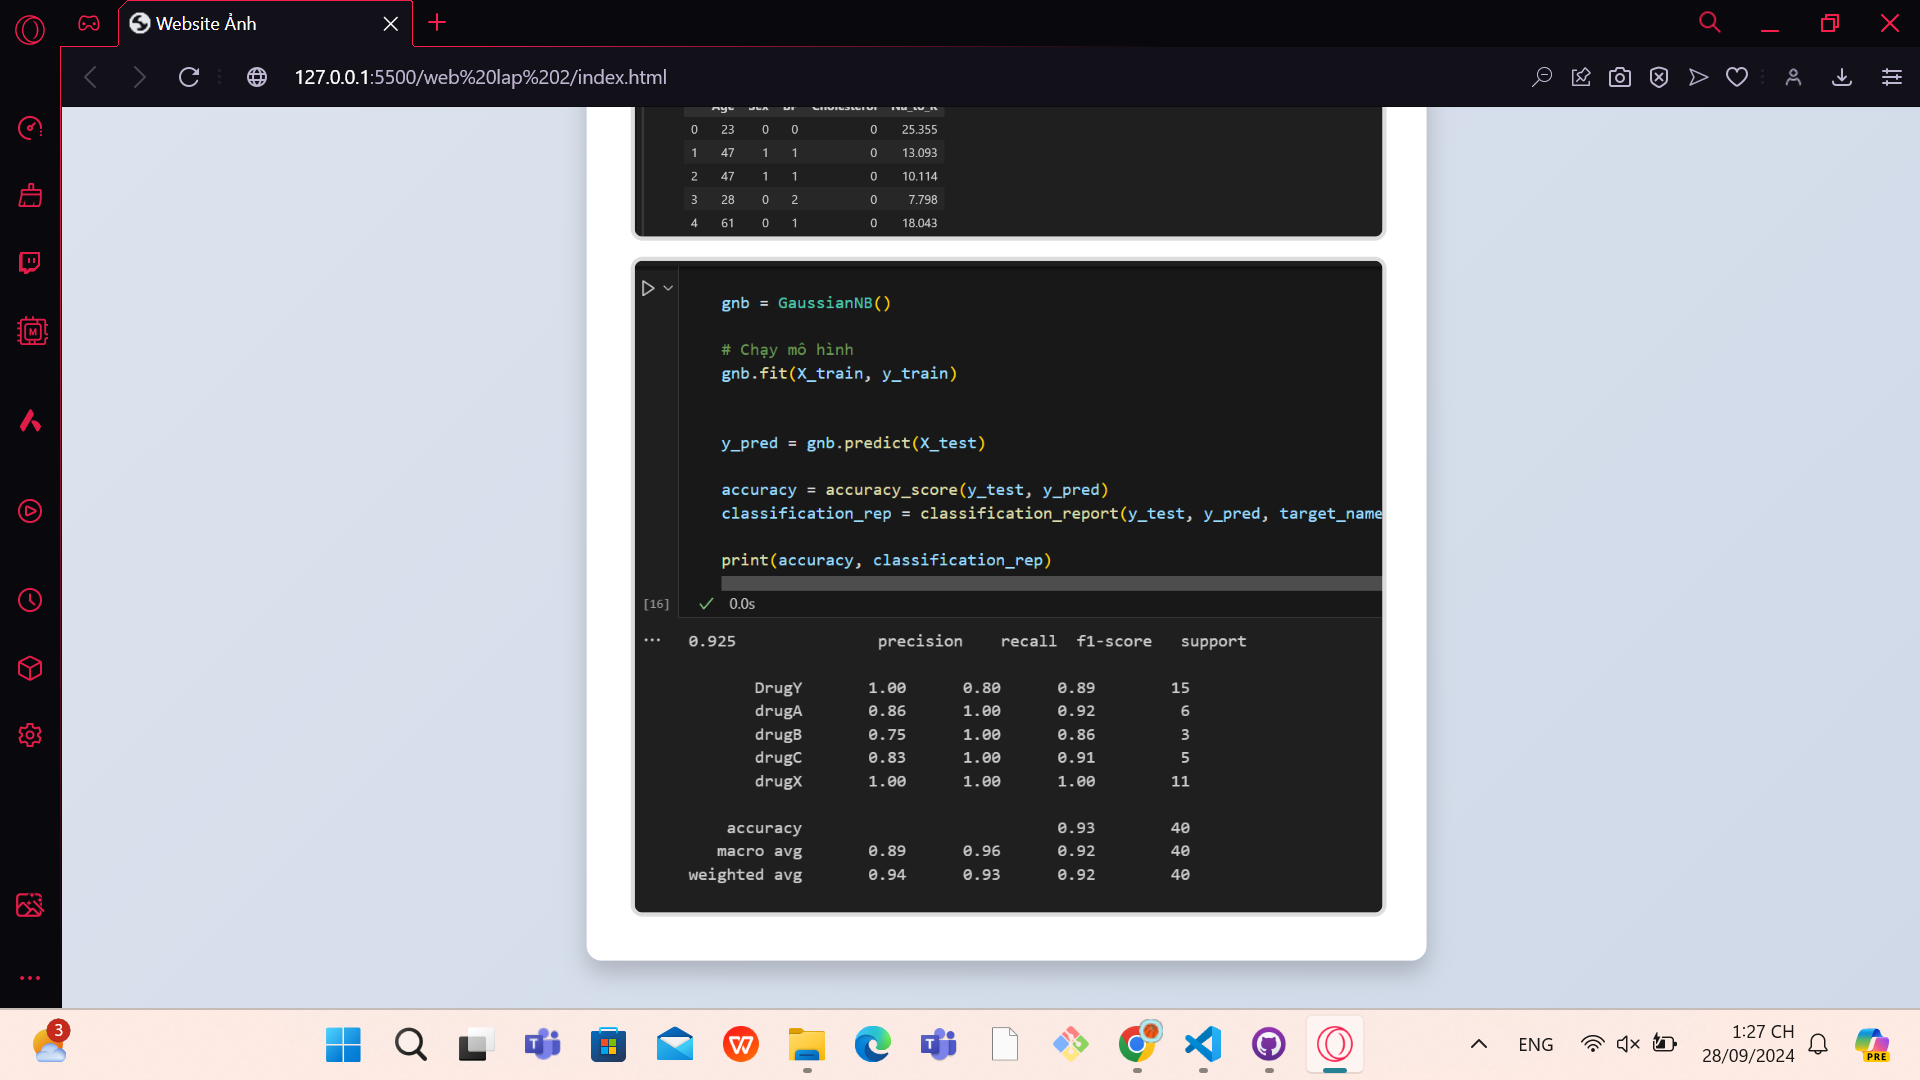 Website Ảnh
127.0.0.1:5500/web%20lap%202/index.html
Age Sex BP Cholesterol Na_to_K
0 23 0 0 0 25.355
1 47 1 1 0 13.093
2 47 1 1 0 10.114
3 28 0 2 0 7.798
4 61 0 1 0 18.043
gnb = GaussianNB()
# Chạy mô hình
gnb.fit(X_train, y_train)
y_pred = gnb.predict(X_test)
accuracy = accuracy_score(y_test, y_pred)
classification_rep = classification_report(y_test, y_pred, target_name
print(accuracy, classification_rep)
[16] 0.0s
0.925 precision recall f1-score support
DrugY 1.00 0.80 0.89 15
drugA 0.86 1.00 0.92 6
drugB 0.75 1.00 0.86 3
drugC 0.83 1.00 0.91 5
drugX 1.00 1.00 1.00 11
accuracy 0.93 40
macro avg 0.89 0.96 0.92 40
weighted avg 0.94 0.93 0.92 40
3
ENG
1:27 CH
28/09/2024
PRE